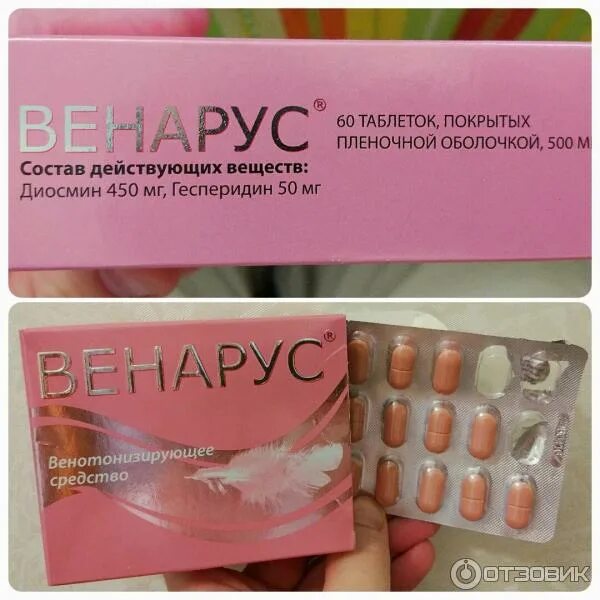 ВЕНАРУС®
60 ТАБЛЕТОК, ПОКРЫТЫХ
ПЛЕНОЧНОЙ ОБОЛОЧКОЙ, 500 М
Состав действующих веществ:
Диосмин 450 мг, Гесперидин 50 мг
ВЕНАРУС®
Венотонизирующее
средство
ОТЗОВИК